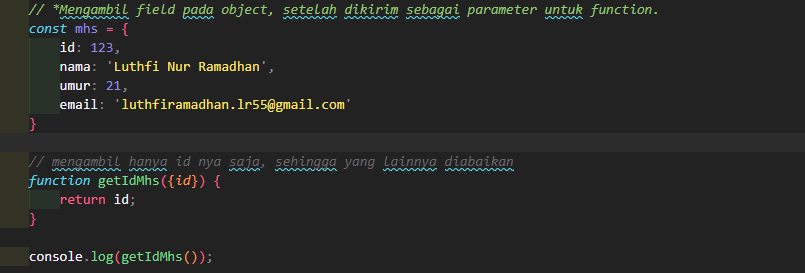 // *Mengambil field pada object, setelah dikirim sebagai parameter untuk function.
const mhs = {
    id: 123,
    nama: 'Luthfi Nur Ramadhan',
    umur: 21,
    email: 'luthfiramadhan.lr55@gmail.com'
}
// mengambil hanya id nya saja, sehingga yang lainnya diabaikan
function getIdMhs({id}) {
    return id;
}
console.log(getIdMhs());